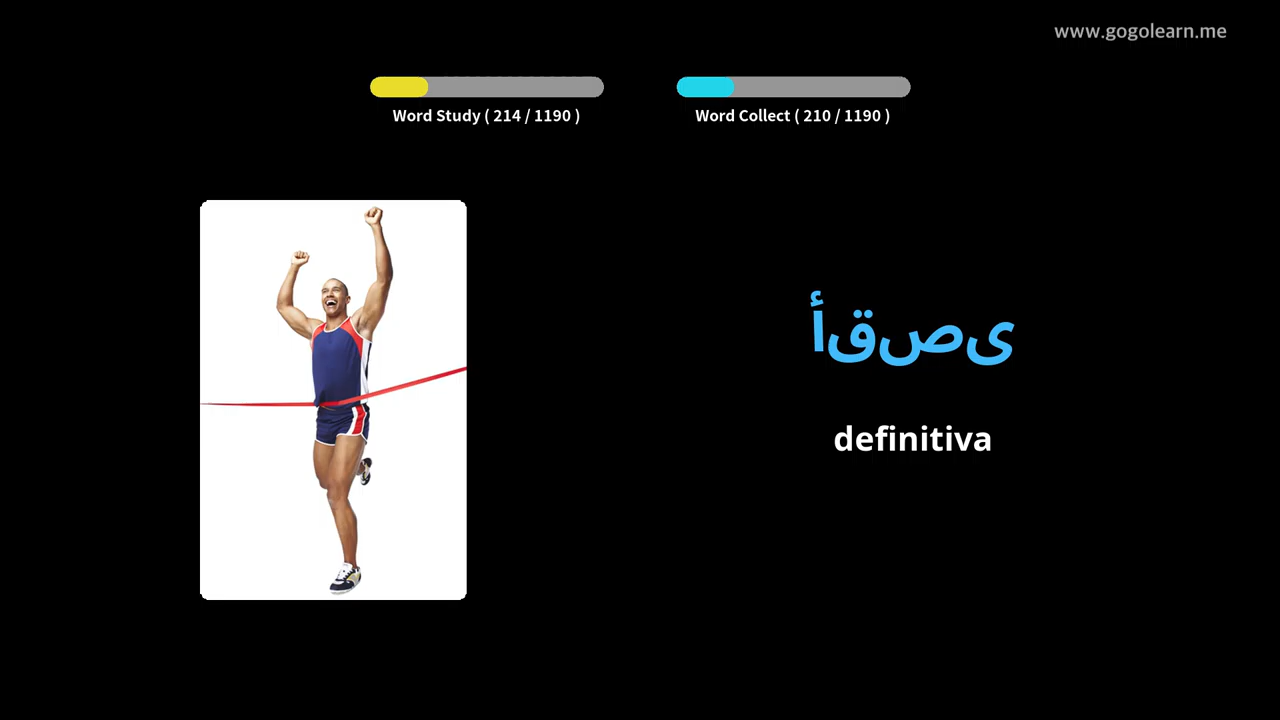 www.gogolearn.me
Word Study ( 214 / 1190 )
Word Collect ( 210 / 1190 )
أقصى
definitiva